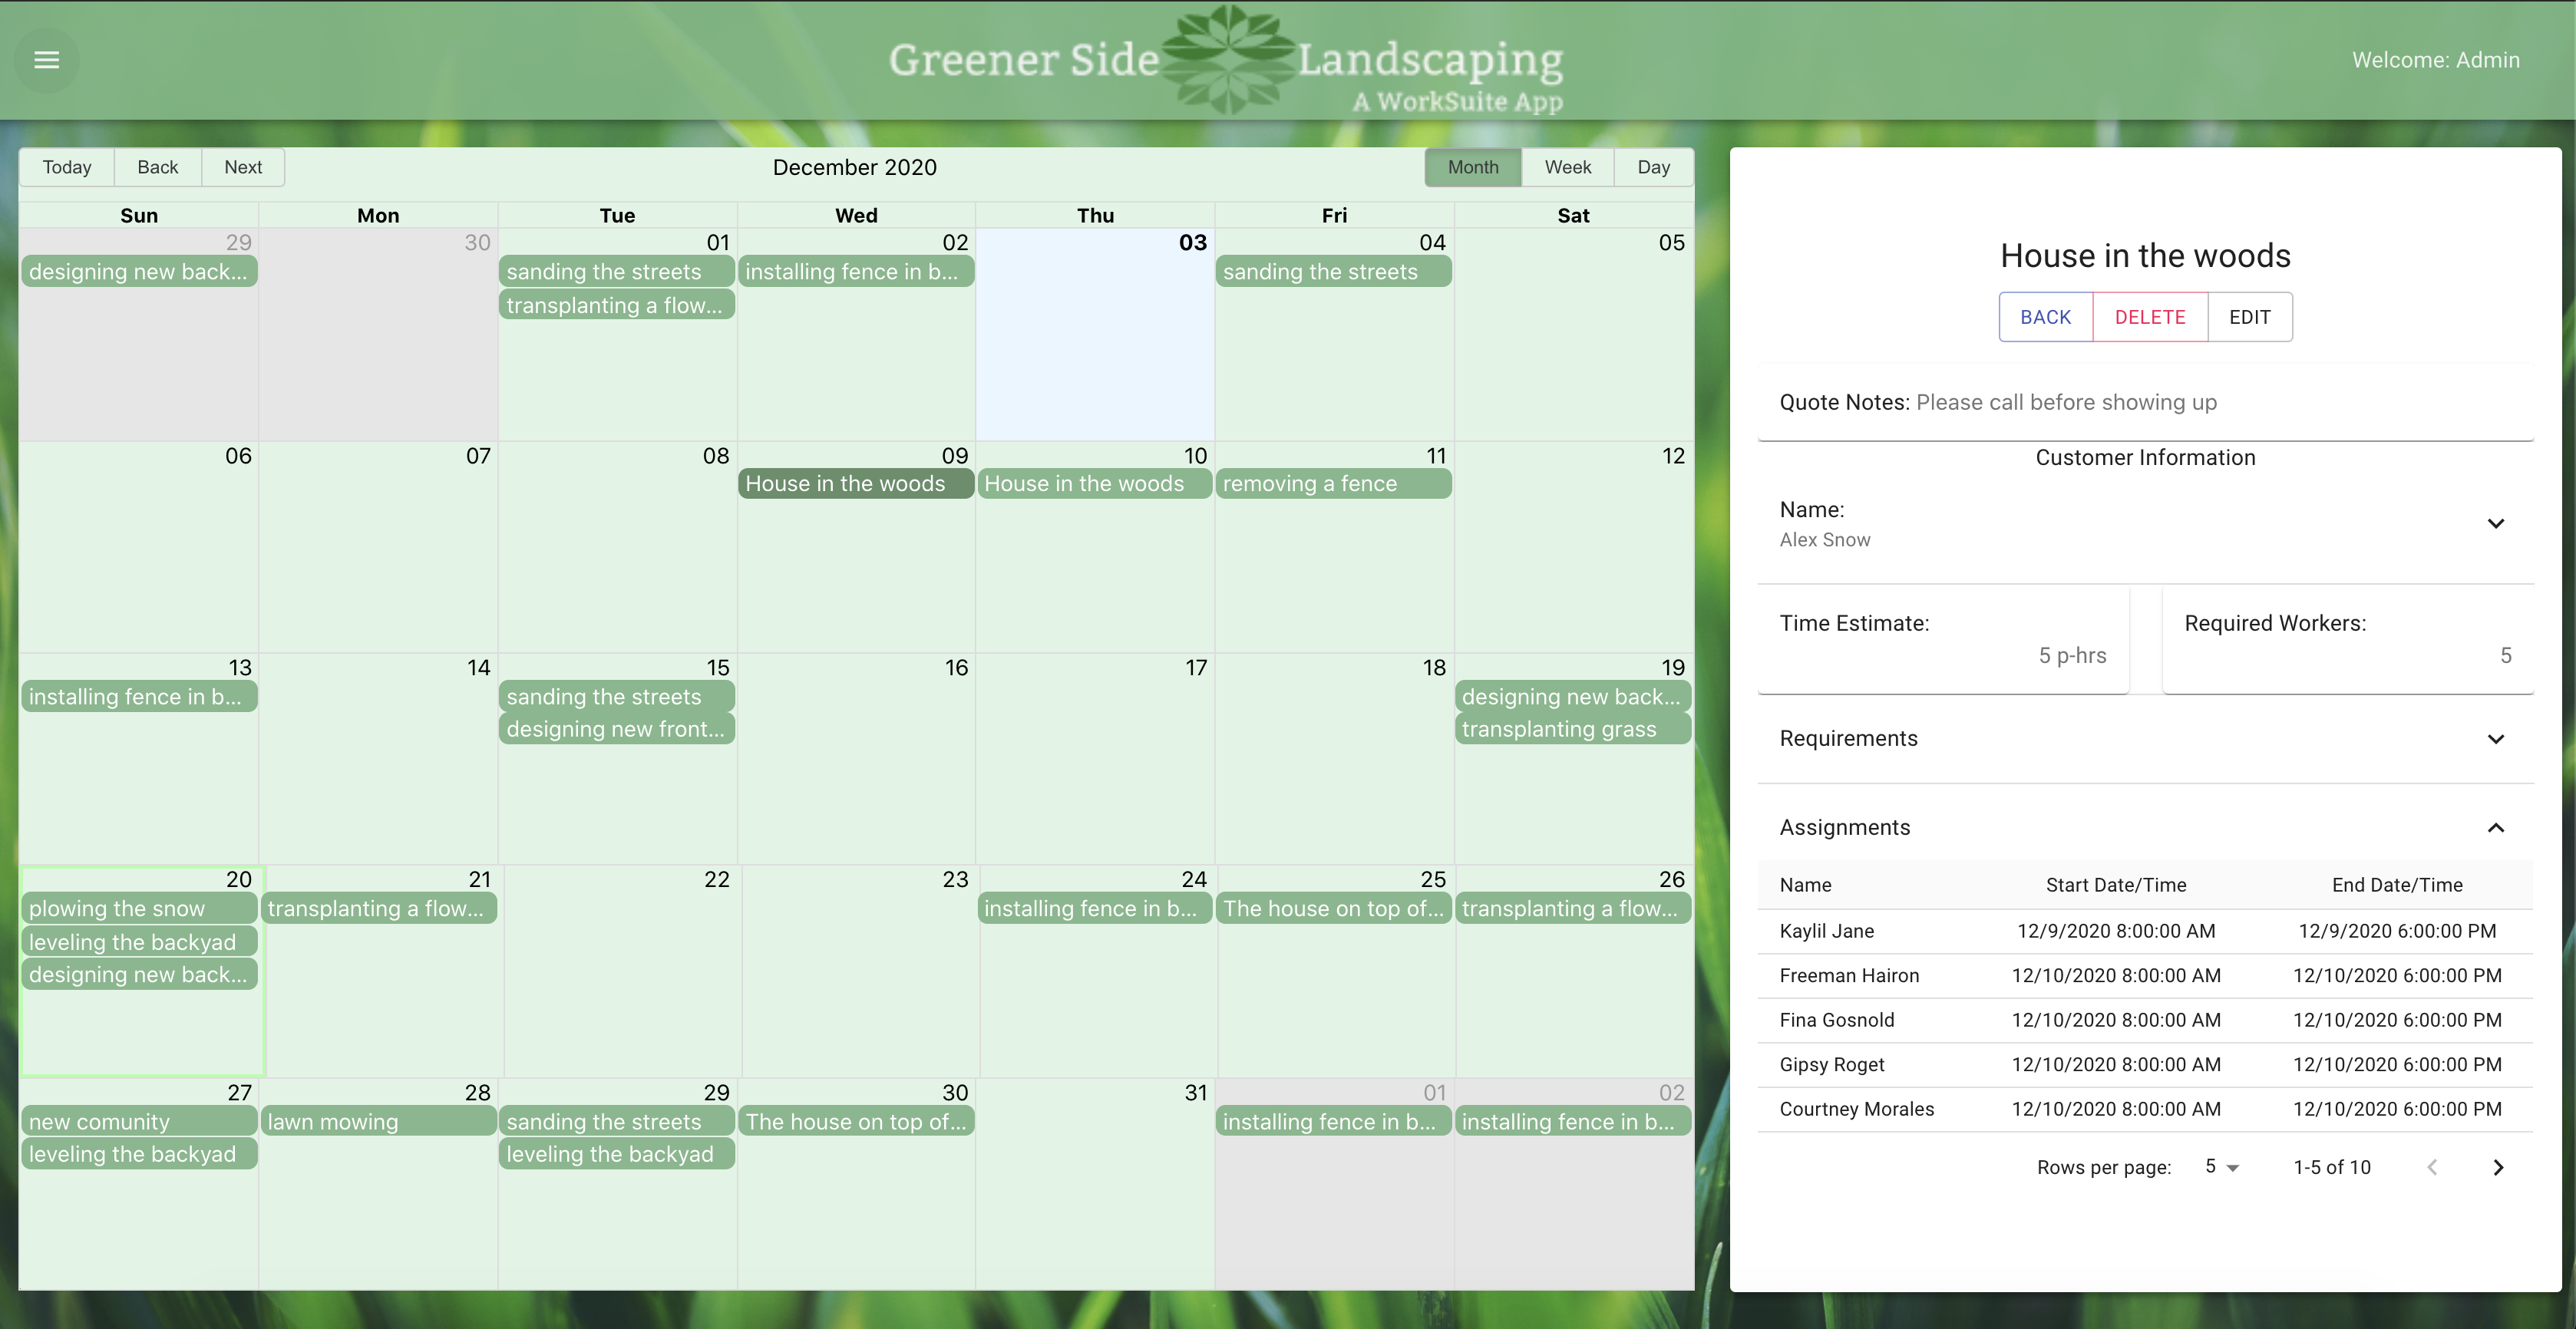 Greener Side Landscaping
A WorkSuite App
Welcome: Admin
Today Back Next
December 2020
Month Week Day
Sun Mon Tue Wed Thu Fri Sat
29 30 01 02 03 04 05
designing new back... sanding the streets installing fence in b... sanding the streets
transplanting a flow...
06 07 08 09 10 11 12
House in the woods House in the woods removing a fence
13 14 15 16 17 18 19
installing fence in b... sanding the streets designing new back...
designing new front... transplanting grass
20 21 22 23 24 25 26
plowing the snow transplanting a flow... installing fence in b... The house on top of... transplanting a flow...
leveling the backyad
designing new back...
27 28 29 30 31 01 02
new comunity lawn mowing sanding the streets The house on top of... installing fence in b... installing fence in b...
leveling the backyad leveling the backyad
House in the woods
BACK DELETE EDIT
Quote Notes: Please call before showing up
Customer Information
Name:
Alex Snow
Time Estimate: Required Workers:
5 p-hrs 5
Requirements
Assignments
Name Start Date/Time End Date/Time
Kaylil Jane 12/9/2020 8:00:00 AM 12/9/2020 6:00:00 PM
Freeman Hairon 12/10/2020 8:00:00 AM 12/10/2020 6:00:00 PM
Fina Gosnold 12/10/2020 8:00:00 AM 12/10/2020 6:00:00 PM
Gipsy Roget 12/10/2020 8:00:00 AM 12/10/2020 6:00:00 PM
Courtney Morales 12/10/2020 8:00:00 AM 12/10/2020 6:00:00 PM
Rows per page: 5 1-5 of 10